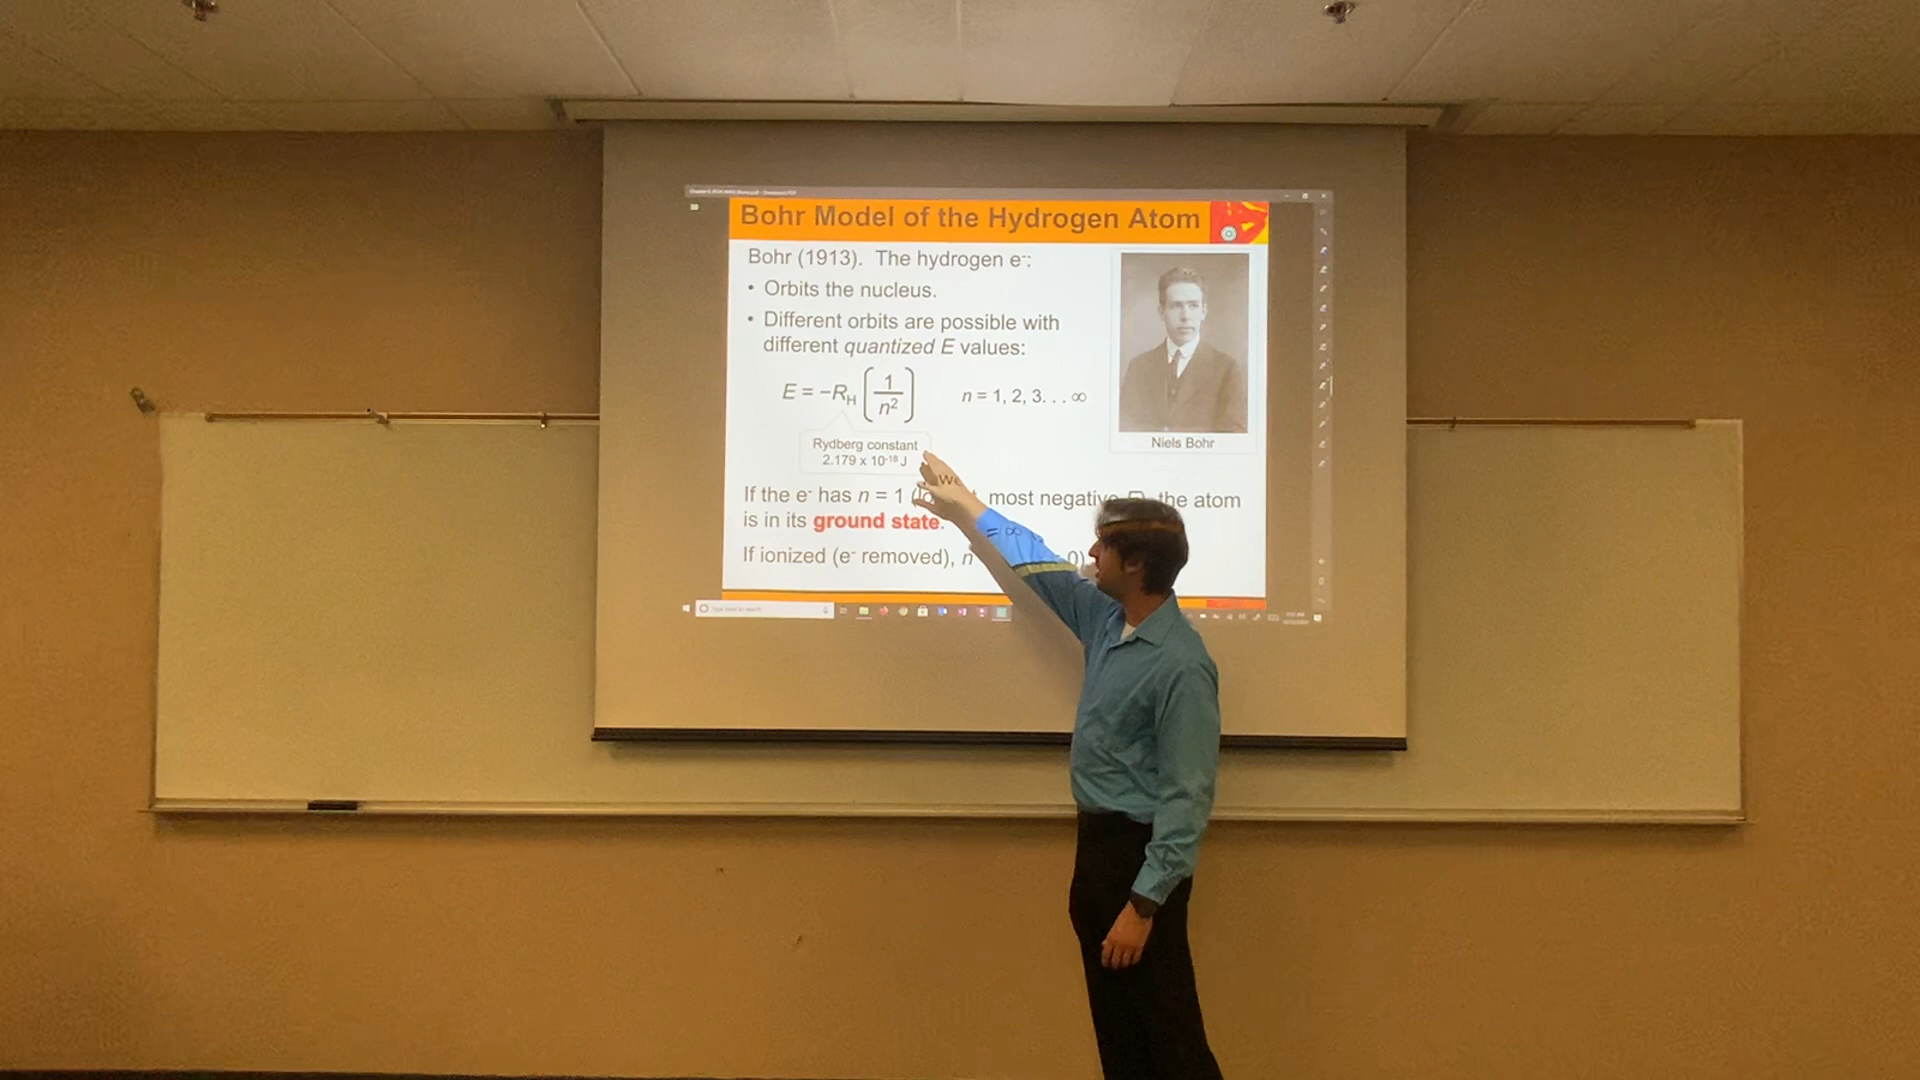 Bohr Model of the Hydrogen Atom
Bohr (1913). The hydrogen e⁻:
• Orbits the nucleus.
• Different orbits are possible with
different quantized E values:
E = −R_H (1/n²) n = 1, 2, 3. . . ∞
Rydberg constant
2.179 x 10⁻¹⁸ J
Niels Bohr
If the e⁻ has n = 1 most negative the atom
is in its ground state.
If ionized (e⁻ removed), n = ∞ 0)